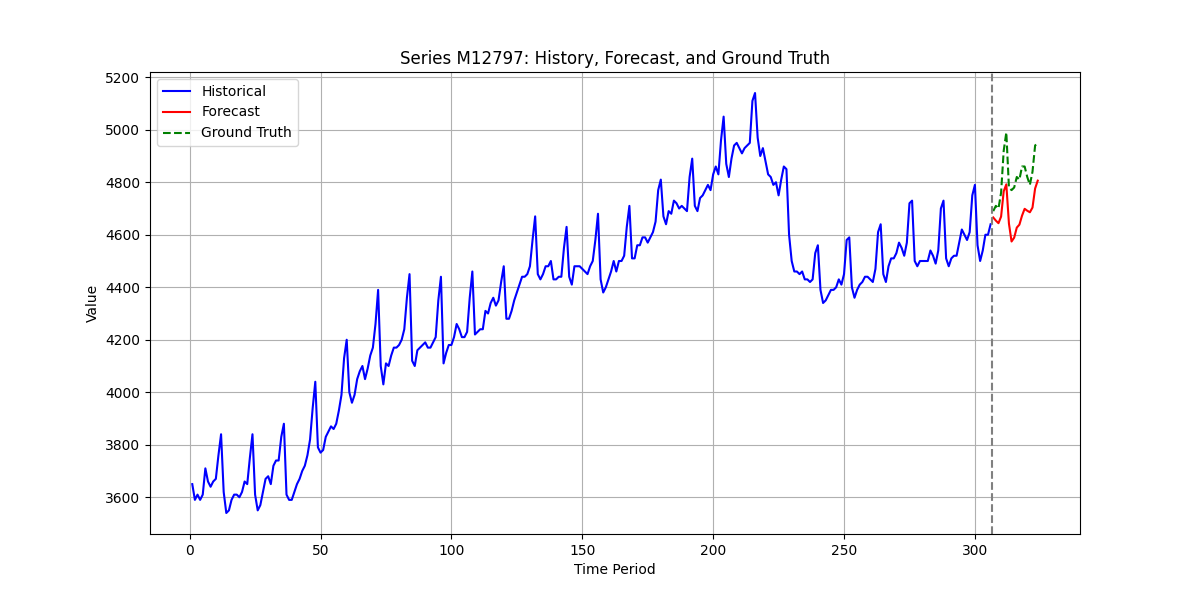 Series M12797: History, Forecast, and Ground Truth
Historical
Forecast
Ground Truth
5200
5000
4800
4600
4400
4200
4000
3800
3600
Value
0 50 100 150 200 250 300
Time Period